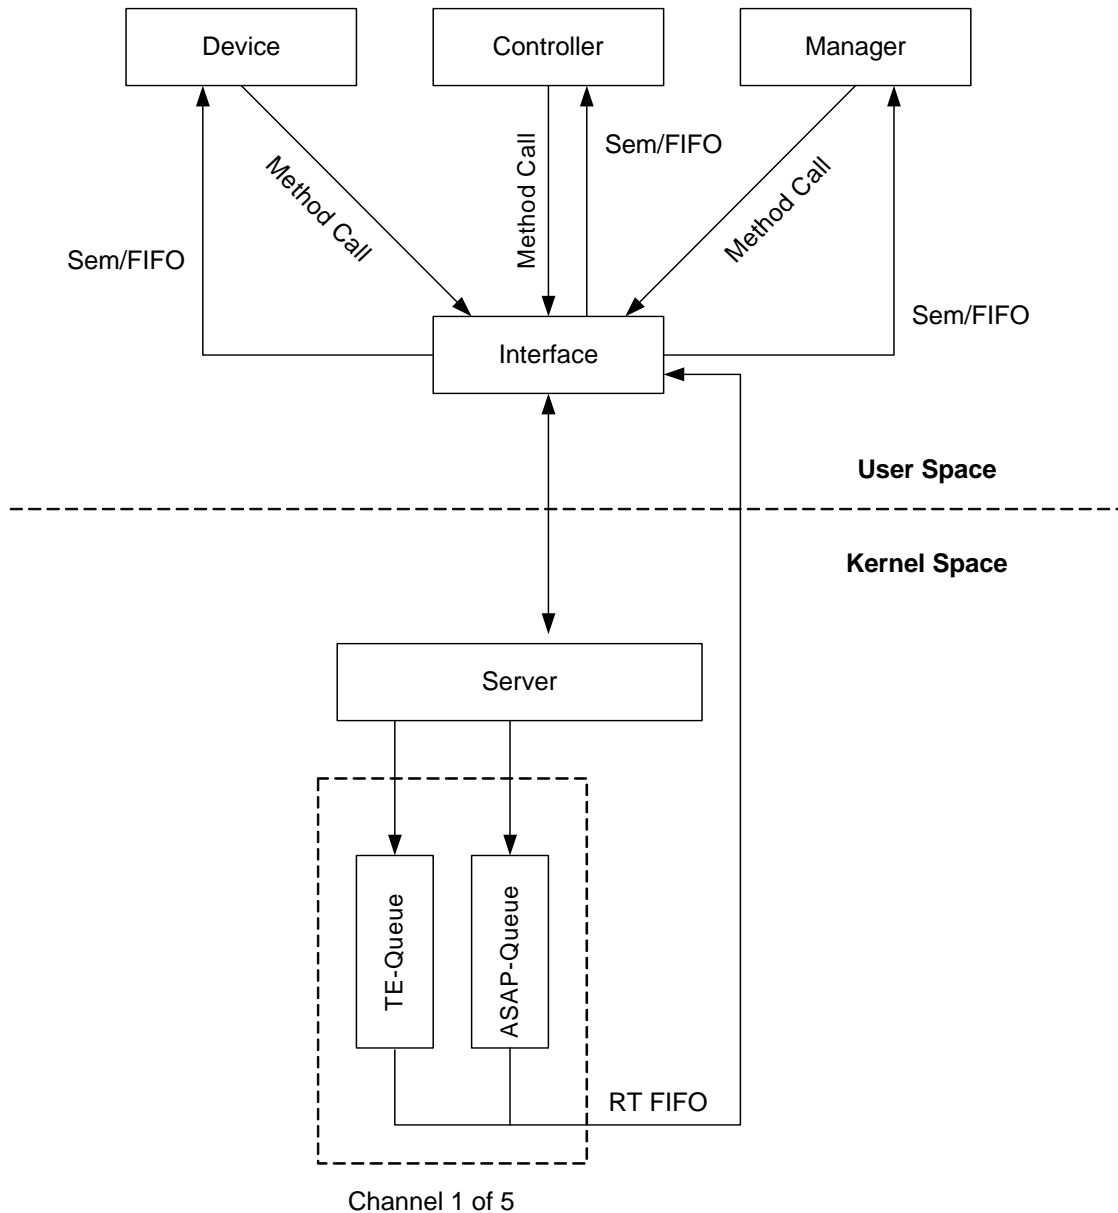 Device
Controller
Manager
Sem/FIFO
Method Call
Method Call
Method Call
Sem/FIFO
Sem/FIFO
Interface
User Space
Kernel Space
Server
TE-Queue
ASAP-Queue
RT FIFO
Channel 1 of 5